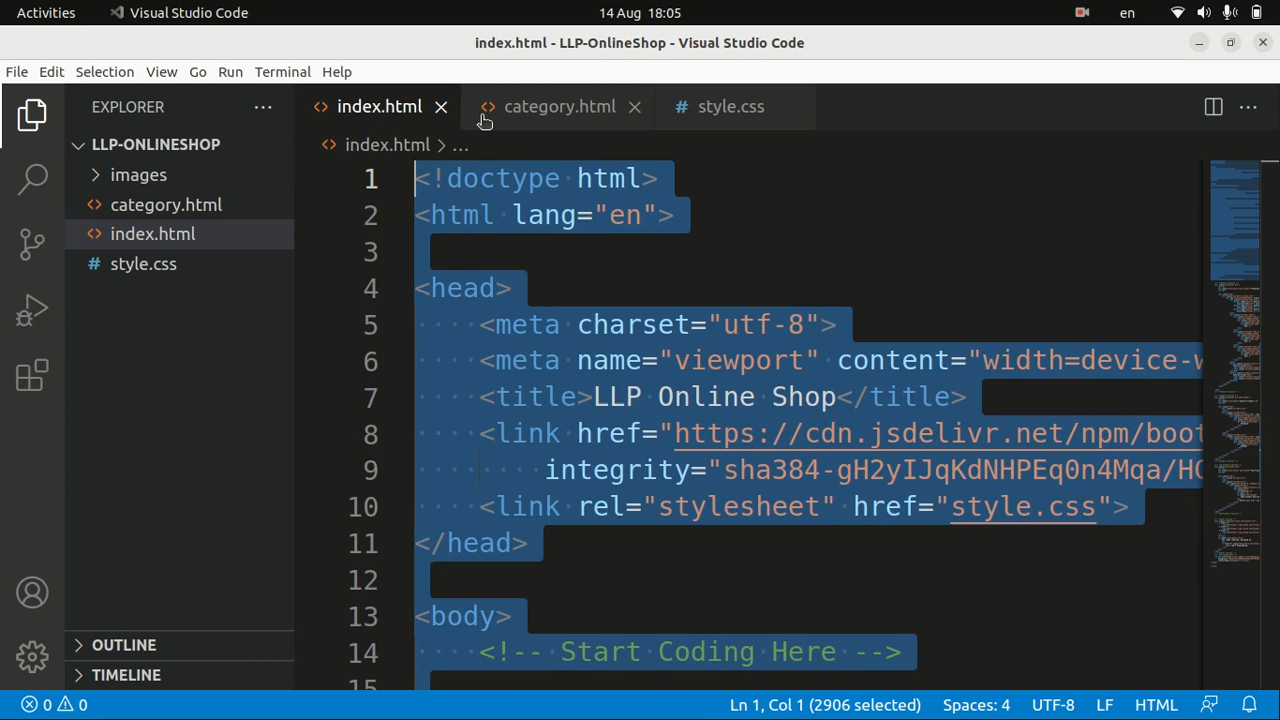 Activities Visual Studio Code 14 Aug 18:05 en
index.html - LLP-OnlineShop - Visual Studio Code
File Edit Selection View Go Run Terminal Help
EXPLORER ... index.html category.html # style.css ...
LLP-ONLINESHOP
images
category.html
index.html
# style.css
OUTLINE
TIMELINE
index.html > ...
1 <!doctype html>
2 <html lang="en">
3
4 <head>
5 <meta charset="utf-8">
6 <meta name="viewport" content="width=device-w
7 <title>LLP Online Shop</title>
8 <link href="https://cdn.jsdelivr.net/npm/boot
9 integrity="sha384-gH2yIJqKdNHPEq0n4Mqa/HG
10 <link rel="stylesheet" href="style.css">
11 </head>
12
13 <body>
14 <!-- Start Coding Here -->
15
0 0 Ln 1, Col 1 (2906 selected) Spaces: 4 UTF-8 LF HTML